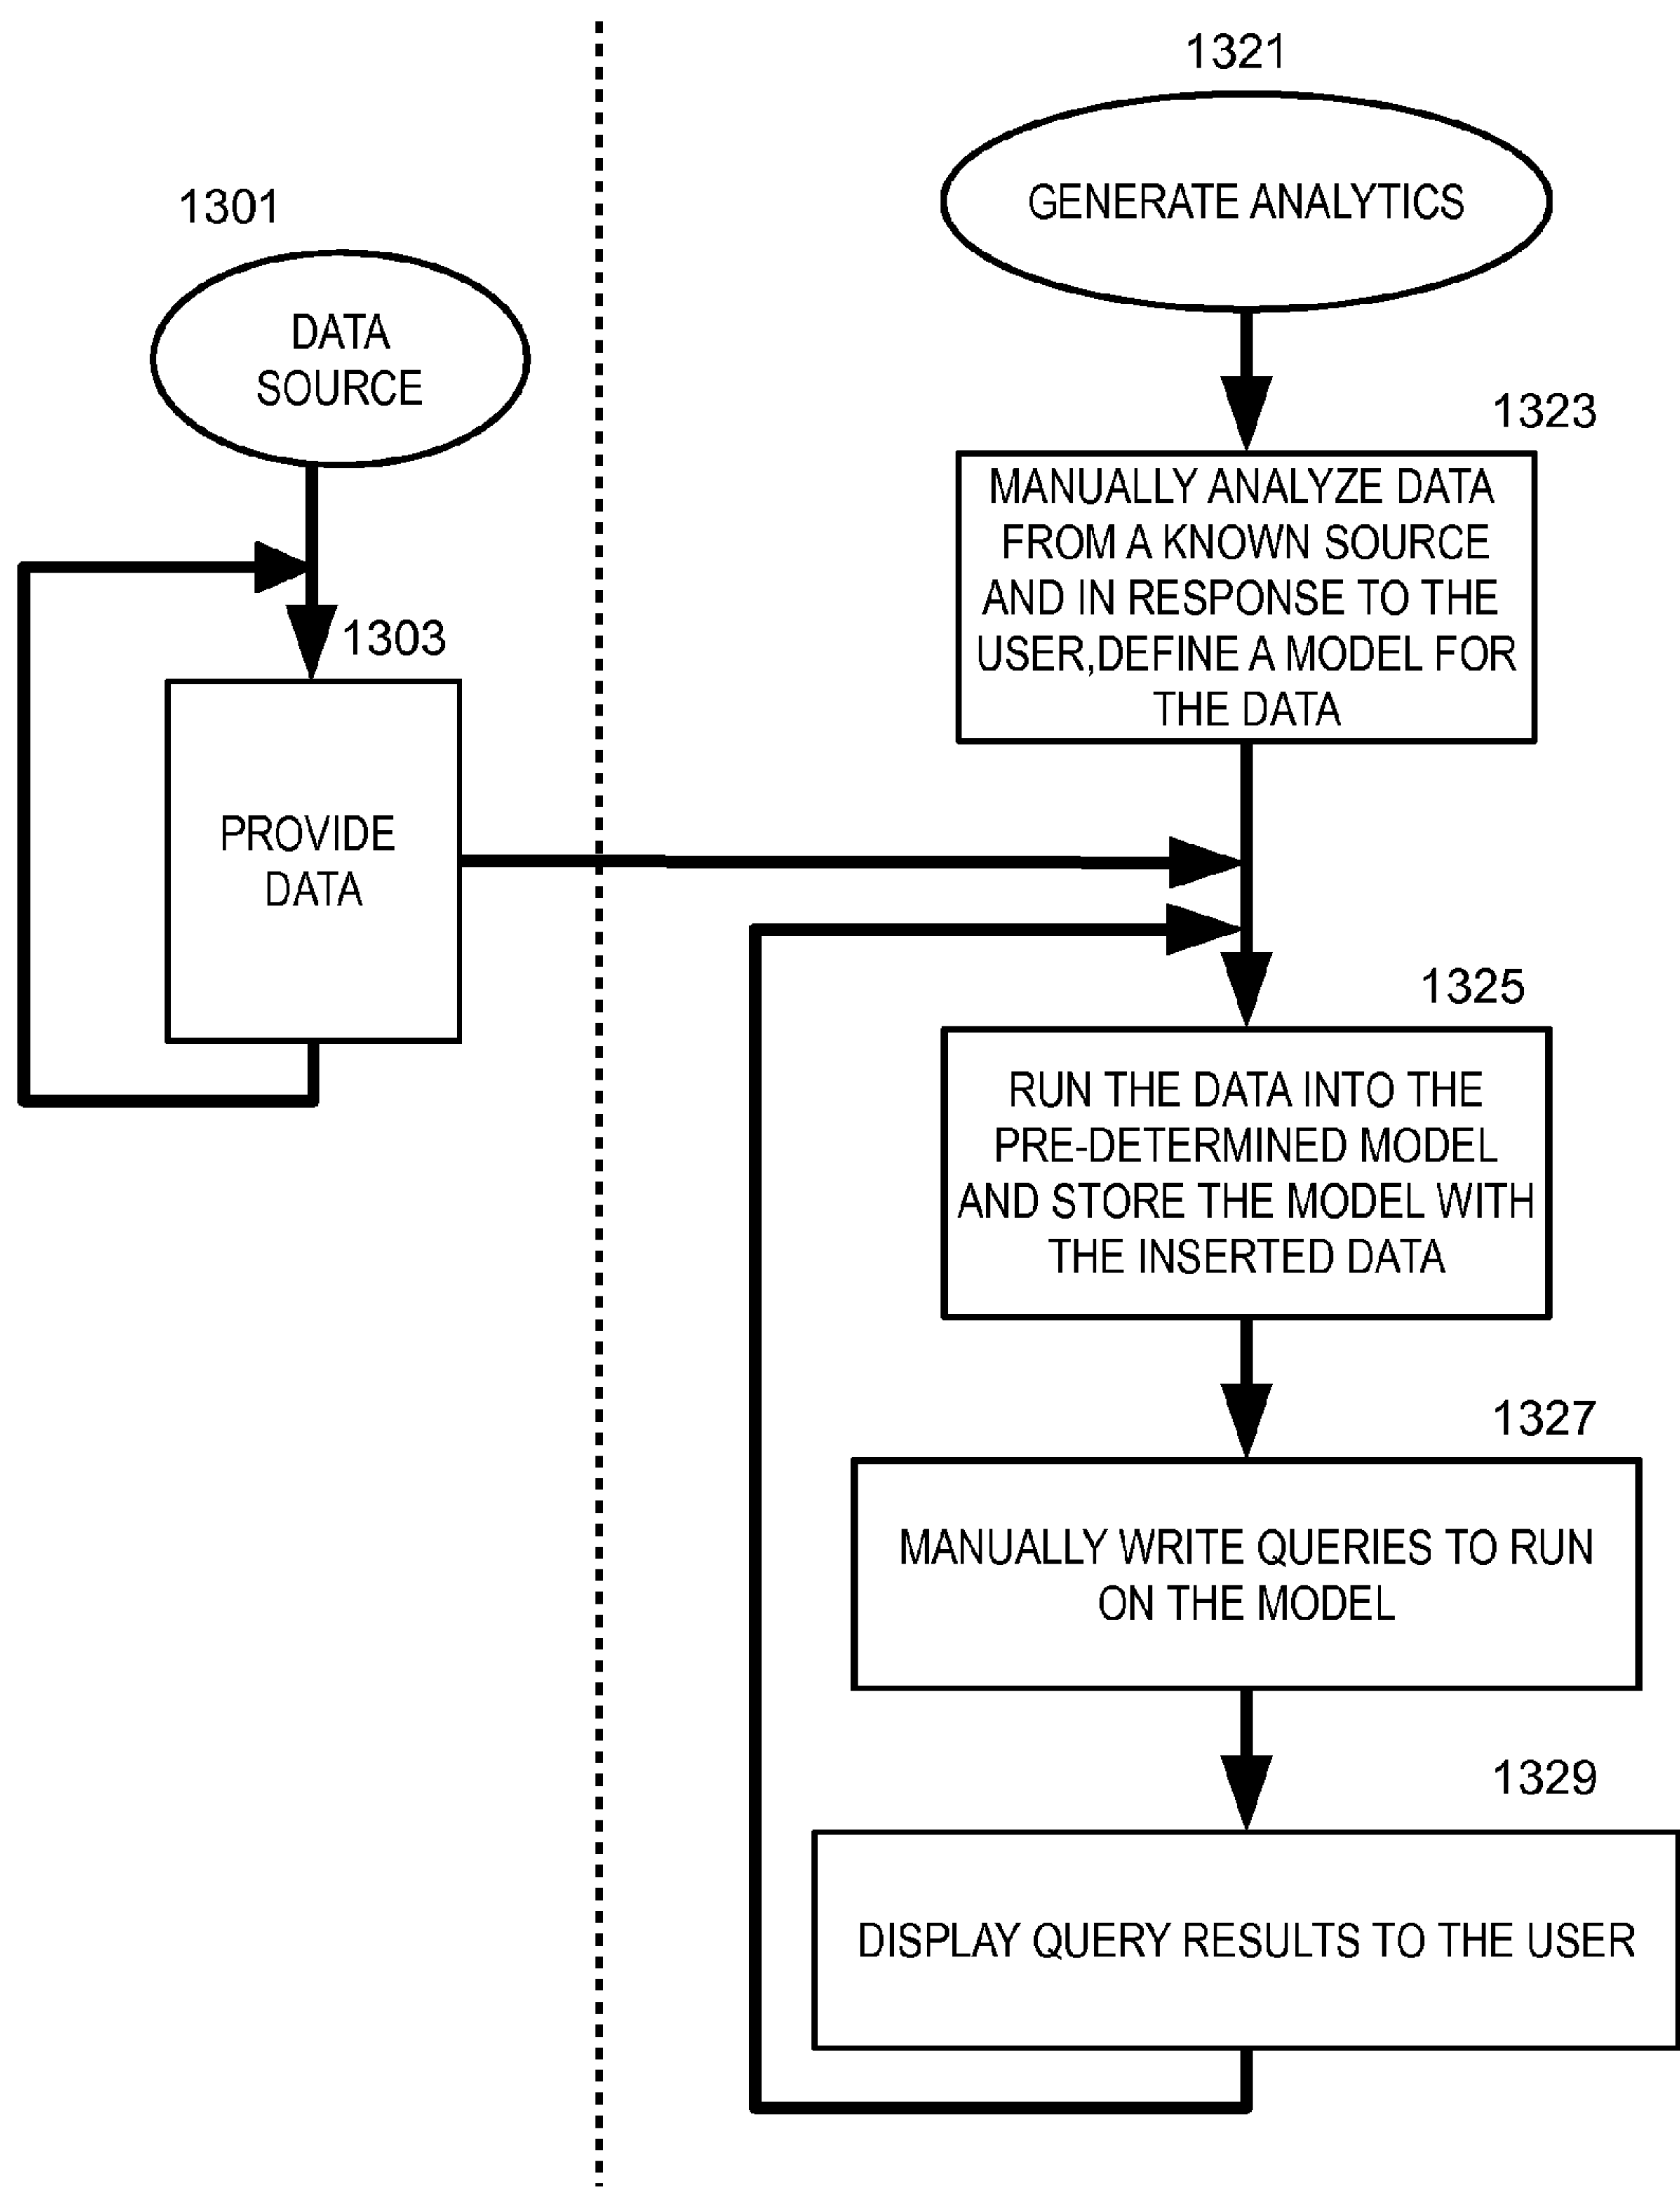 1301
DATA
SOURCE
1303
PROVIDE
DATA
1321
GENERATE ANALYTICS
1323
MANUALLY ANALYZE DATA
FROM A KNOWN SOURCE
AND IN RESPONSE TO THE
USER,DEFINE A MODEL FOR
THE DATA
1325
RUN THE DATA INTO THE
PRE-DETERMINED MODEL
AND STORE THE MODEL WITH
THE INSERTED DATA
1327
MANUALLY WRITE QUERIES TO RUN
ON THE MODEL
1329
DISPLAY QUERY RESULTS TO THE USER